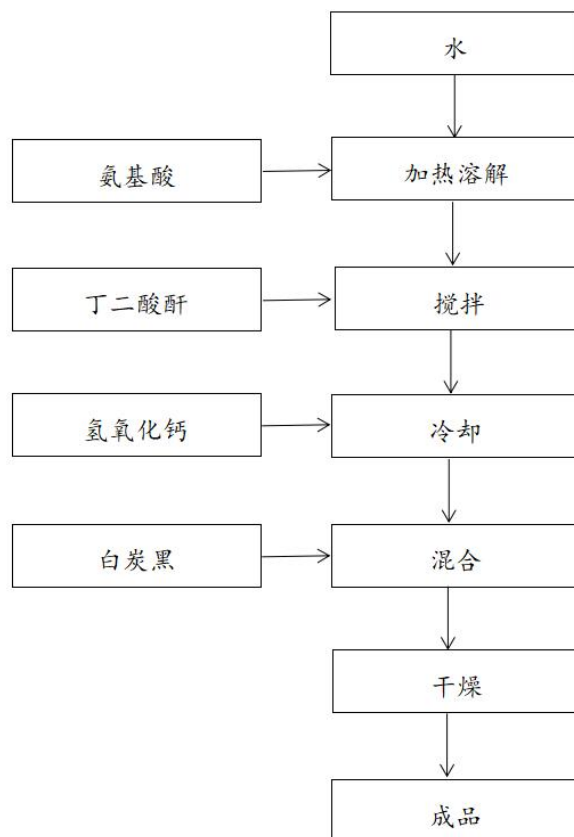 水
氨基酸
加热溶解
丁二酸酐
搅拌
氢氧化钙
冷却
白炭黑
混合
干燥
成品